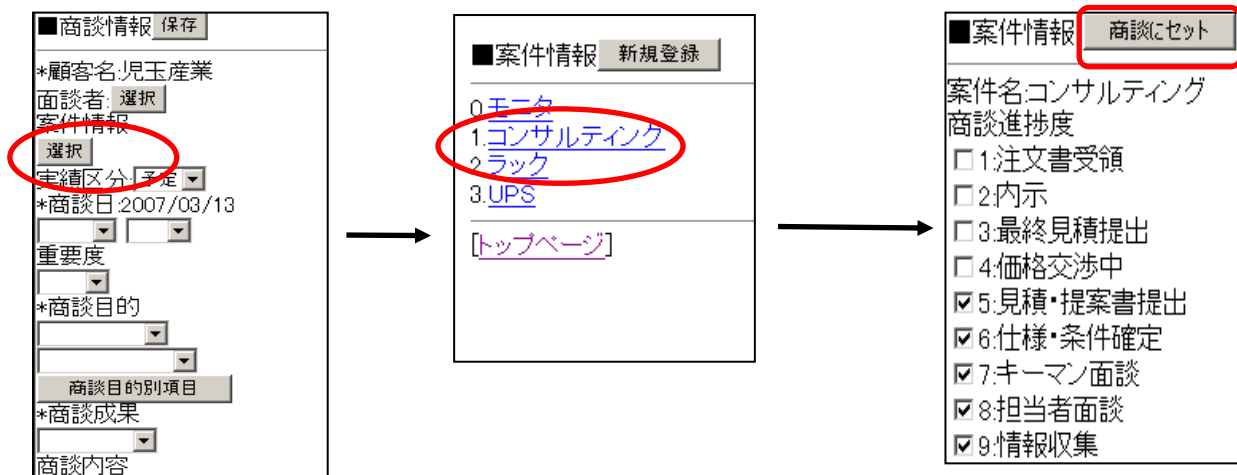 ■商談情報 保存
*顧客名:児玉産業
面談者: 選択
案件情報
選択
実績区分:予定
*商談日:2007/03/13
重要度
*商談目的
商談目的別項目
*商談成果
商談内容
■案件情報 新規登録
0.モニタ
1.コンサルティング
2.ラック
3.UPS
[トップページ]
■案件情報 商談にセット
案件名:コンサルティング
商談進捗度
1:注文書受領
2:内示
3:最終見積提出
4:価格交渉中
5:見積・提案書提出
6:仕様・条件確定
7:キーマン面談
8:担当者面談
9:情報収集